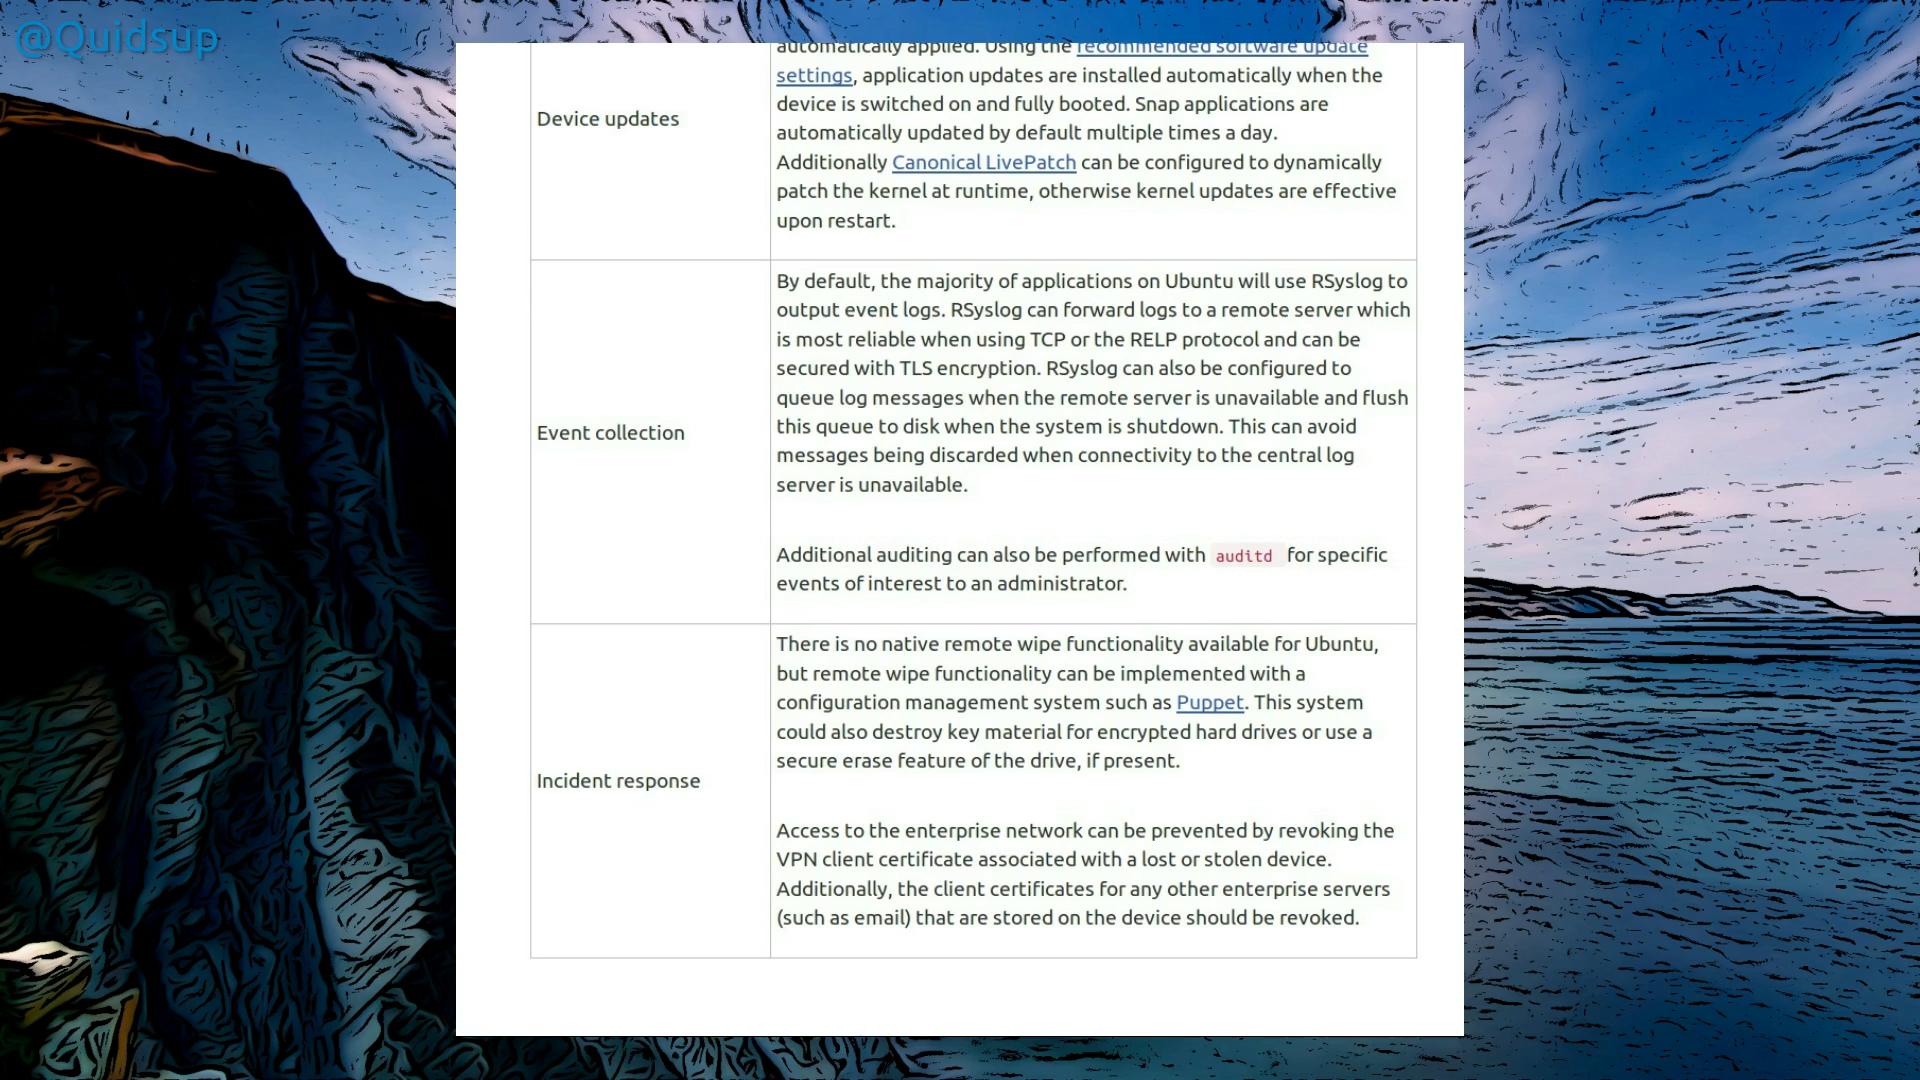 @Quidsup
automatically applied. Using the recommended software update
settings, application updates are installed automatically when the
device is switched on and fully booted. Snap applications are
Device updates
automatically updated by default multiple times a day.
Additionally Canonical LivePatch can be configured to dynamically
patch the kernel at runtime, otherwise kernel updates are effective
upon restart.
By default, the majority of applications on Ubuntu will use RSyslog to
output event logs. RSyslog can forward logs to a remote server which
is most reliable when using TCP or the RELP protocol and can be
secured with TLS encryption. RSyslog can also be configured to
queue log messages when the remote server is unavailable and flush
this queue to disk when the system is shutdown. This can avoid
Event collection
messages being discarded when connectivity to the central log
server is unavailable.
Additional auditing can also be performed with auditd for specific
events of interest to an administrator.
There is no native remote wipe functionality available for Ubuntu,
but remote wipe functionality can be implemented with a
configuration management system such as Puppet. This system
could also destroy key material for encrypted hard drives or use a
secure erase feature of the drive, if present.
Incident response
Access to the enterprise network can be prevented by revoking the
VPN client certificate associated with a lost or stolen device.
Additionally, the client certificates for any other enterprise servers
(such as email) that are stored on the device should be revoked.